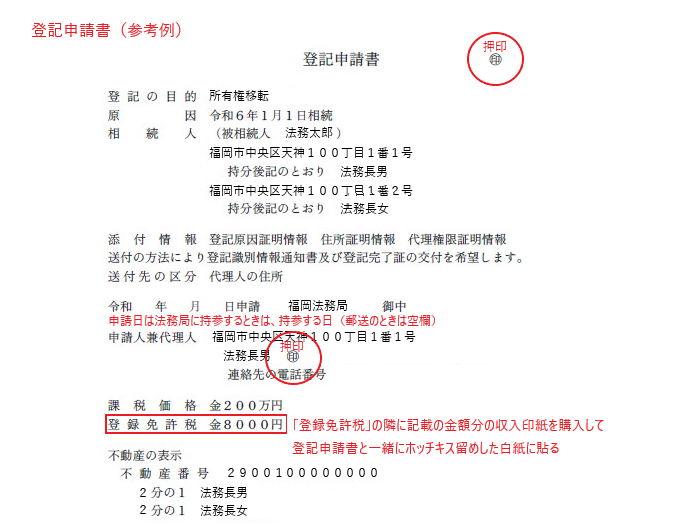 登記申請書（参考例）
登記申請書
押印
㊞
登記の目的 所有権移転
原因 令和６年１月１日相続
相続人 （被相続人 法務太郎）
福岡市中央区天神１００丁目１番１号
持分後記のとおり 法務長男
福岡市中央区天神１００丁目１番２号
持分後記のとおり 法務長女
添付情報 登記原因証明情報 住所証明情報 代理権限証明情報
送付の方法により登記識別情報通知書及び登記完了証の交付を希望します。
送付先の区分 代理人の住所
令和 年 月 日申請 福岡法務局 御中
申請日は法務局に持参するときは、持参する日（郵送のときは空欄）
申請人兼代理人 福岡市中央区天神１００丁目１番１号
押印
法務長男 ㊞
連絡先の電話番号
課税価格 金２００万円
登録免許税 金８０００円
「登録免許税」の隣に記載の金額分の収入印紙を購入して
登記申請書と一緒にホッチキス留めした白紙に貼る
不動産の表示
不動産番号 ２９００１００００００００
２分の１ 法務長男
２分の１ 法務長女